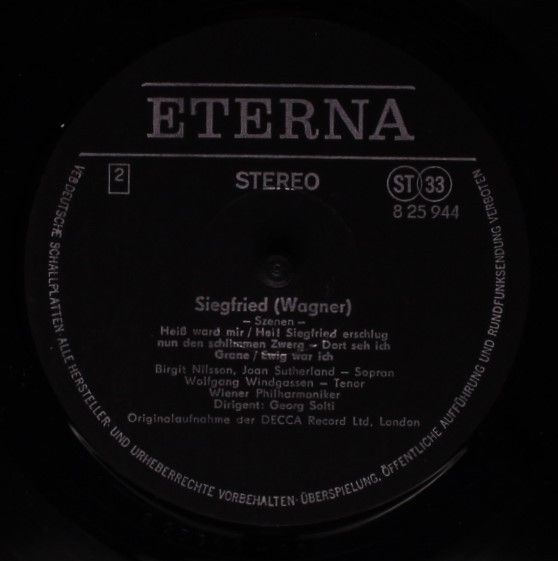 ETERNA
2
STEREO
ST 33
8 25 944
Siegfried (Wagner)
– Szenen –
Heiß ward mir / Heil Siegfried erschlug
nun den schlimmen Zwerg – Dort seh ich
Grane / Ewig war ich
Birgit Nilsson, Joan Sutherland – Sopran
Wolfgang Windgassen – Tenor
Wiener Philharmoniker
Dirigent: Georg Solti
Originalaufnahme der DECCA Record Ltd. London
VEB DEUTSCHE SCHALLPLATTEN ALLE HERSTELLER- UND URHEBERRECHTE VORBEHALTEN · ÜBERSPIELUNG, ÖFFENTLICHE AUFFÜHRUNG UND RUNDFUNKSENDUNG VERBOTEN